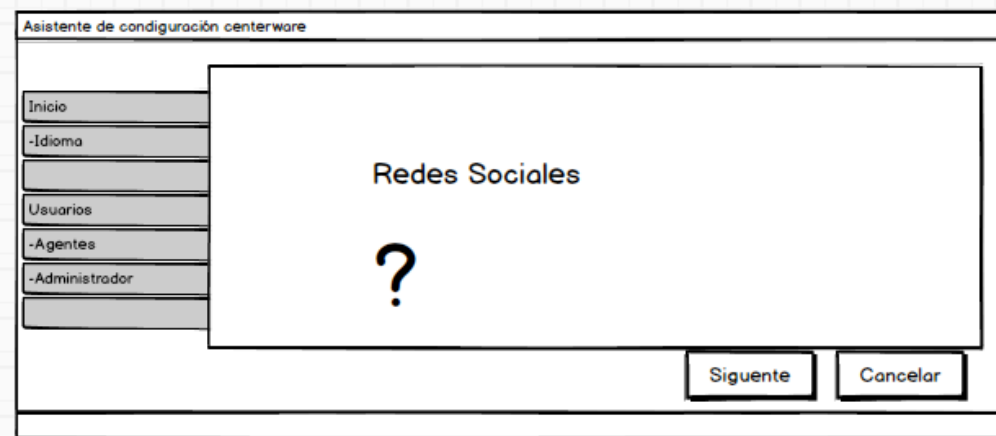 Asistente de condiguración centerware
Inicio
-Idioma
Usuarios
-Agentes
-Administrador
Redes Sociales
?
Siguente
Cancelar